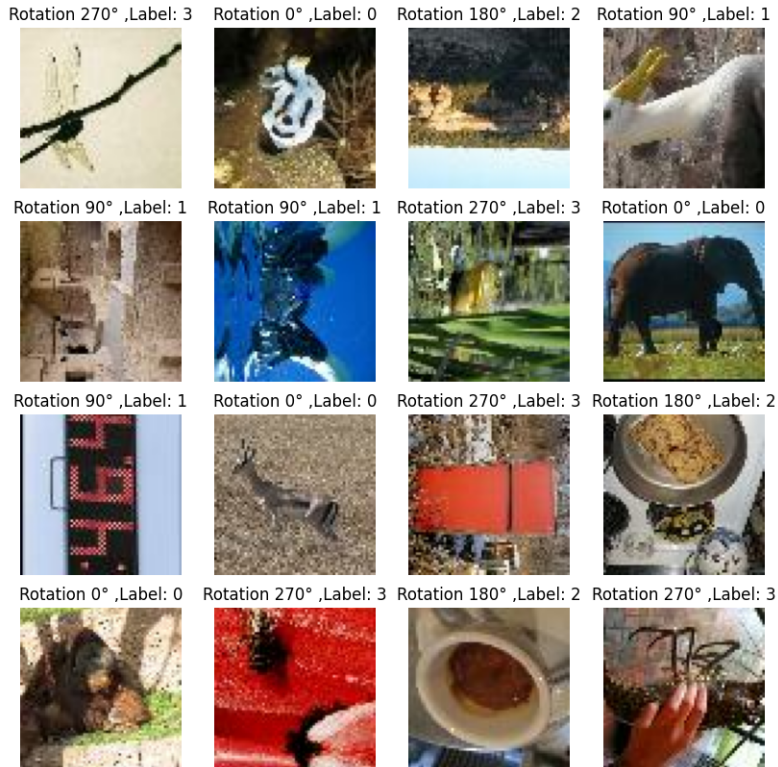 Rotation 270° ,Label: 3
Rotation 0° ,Label: 0
Rotation 180° ,Label: 2
Rotation 90° ,Label: 1
Rotation 90° ,Label: 1
Rotation 90° ,Label: 1
Rotation 270° ,Label: 3
Rotation 0° ,Label: 0
Rotation 90° ,Label: 1
Rotation 0° ,Label: 0
Rotation 270° ,Label: 3
Rotation 180° ,Label: 2
Rotation 0° ,Label: 0
Rotation 270° ,Label: 3
Rotation 180° ,Label: 2
Rotation 270° ,Label: 3